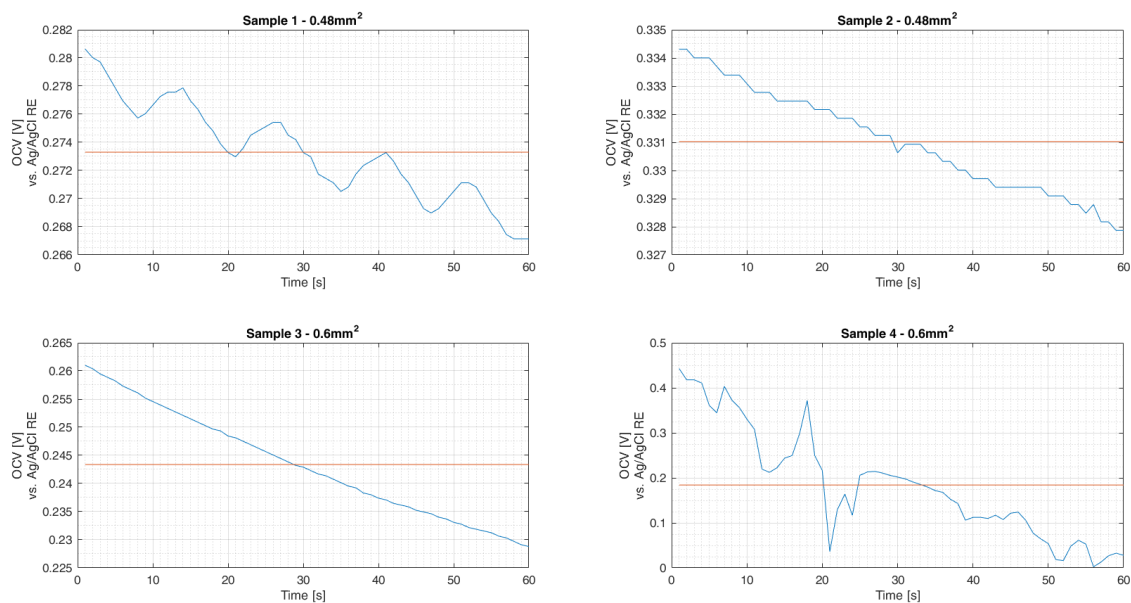 Sample 1 - 0.48mm²
0.282
0.28
0.278
0.276
0.274
0.272
0.27
0.268
0.266
OCV [V]
vs. Ag/AgCl RE
0 10 20 30 40 50 60
Time [s]
Sample 2 - 0.48mm²
0.335
0.334
0.333
0.332
0.331
0.33
0.329
0.328
0.327
OCV [V]
vs. Ag/AgCl RE
0 10 20 30 40 50 60
Time [s]
Sample 3 - 0.6mm²
0.265
0.26
0.255
0.25
0.245
0.24
0.235
0.23
0.225
OCV [V]
vs. Ag/AgCl RE
0 10 20 30 40 50 60
Time [s]
Sample 4 - 0.6mm²
0.5
0.4
0.3
0.2
0.1
0
OCV [V]
vs. Ag/AgCl RE
0 10 20 30 40 50 60
Time [s]